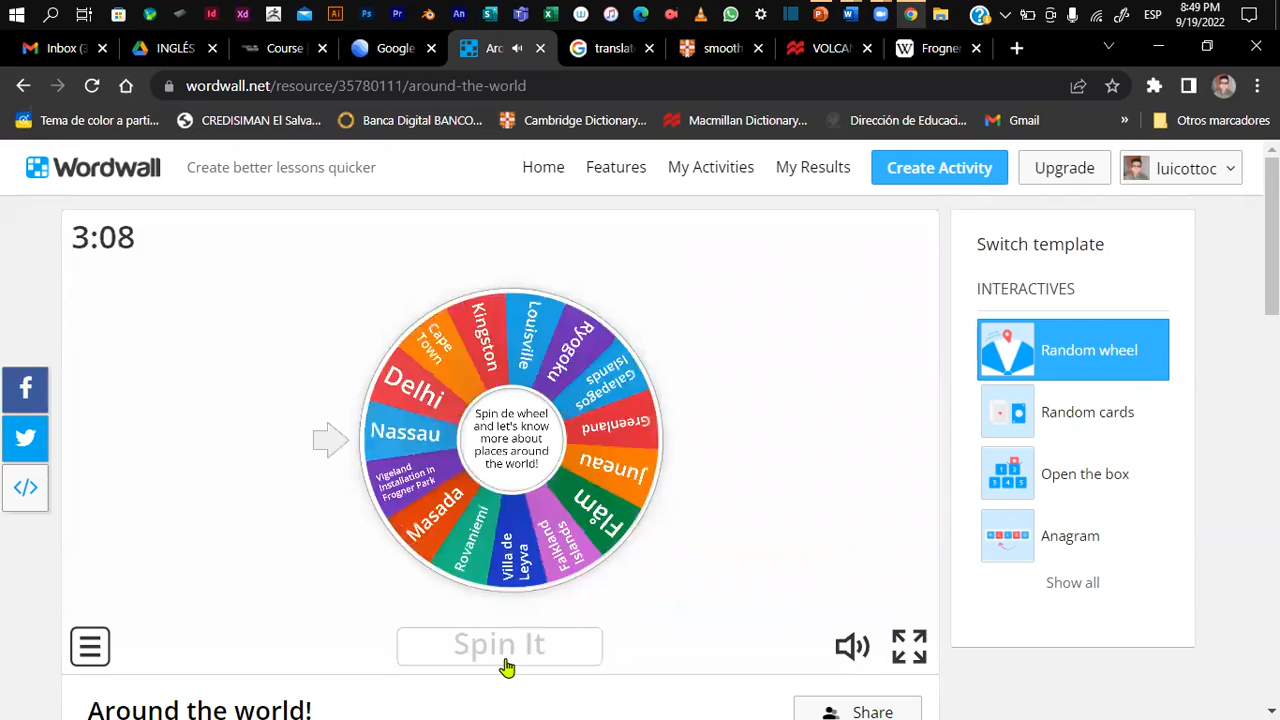 8:49 PM
ESP
9/19/2022
Inbox (3
INGLÉS
Course
Google
Arc
translat
smooth
VOLCAN
Frogner
wordwall.net/resource/35780111/around-the-world
Tema de color a parti...
CREDISIMAN El Salva...
Banca Digital BANCO...
Cambridge Dictionary...
Macmillan Dictionary...
Dirección de Educaci...
Gmail
»
Otros marcadores
Wordwall
Create better lessons quicker
Home
Features
My Activities
My Results
Create Activity
Upgrade
luicottoc
3:08
Switch template
INTERACTIVES
Random wheel
Random cards
Open the box
Anagram
Show all
Kingston
Louisville
Ryogoku
Galapagos
Islands
Greenland
Juneau
Flåm
Falkland
Islands
Villa de
Leyva
Rovaniemi
Masada
Vigeland
Installation in
Frogner Park
Nassau
Delhi
Cape
Town
Spin de wheel
and let's know
more about
places around
the world!
Spin It
Around the world!
Share